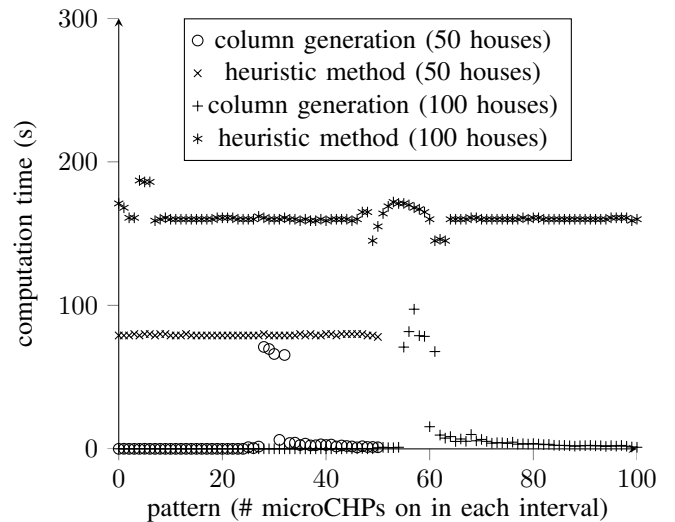 300
200
100
0
computation time (s)
column generation (50 houses)
heuristic method (50 houses)
column generation (100 houses)
heuristic method (100 houses)
0 20 40 60 80 100
pattern (# microCHPs on in each interval)